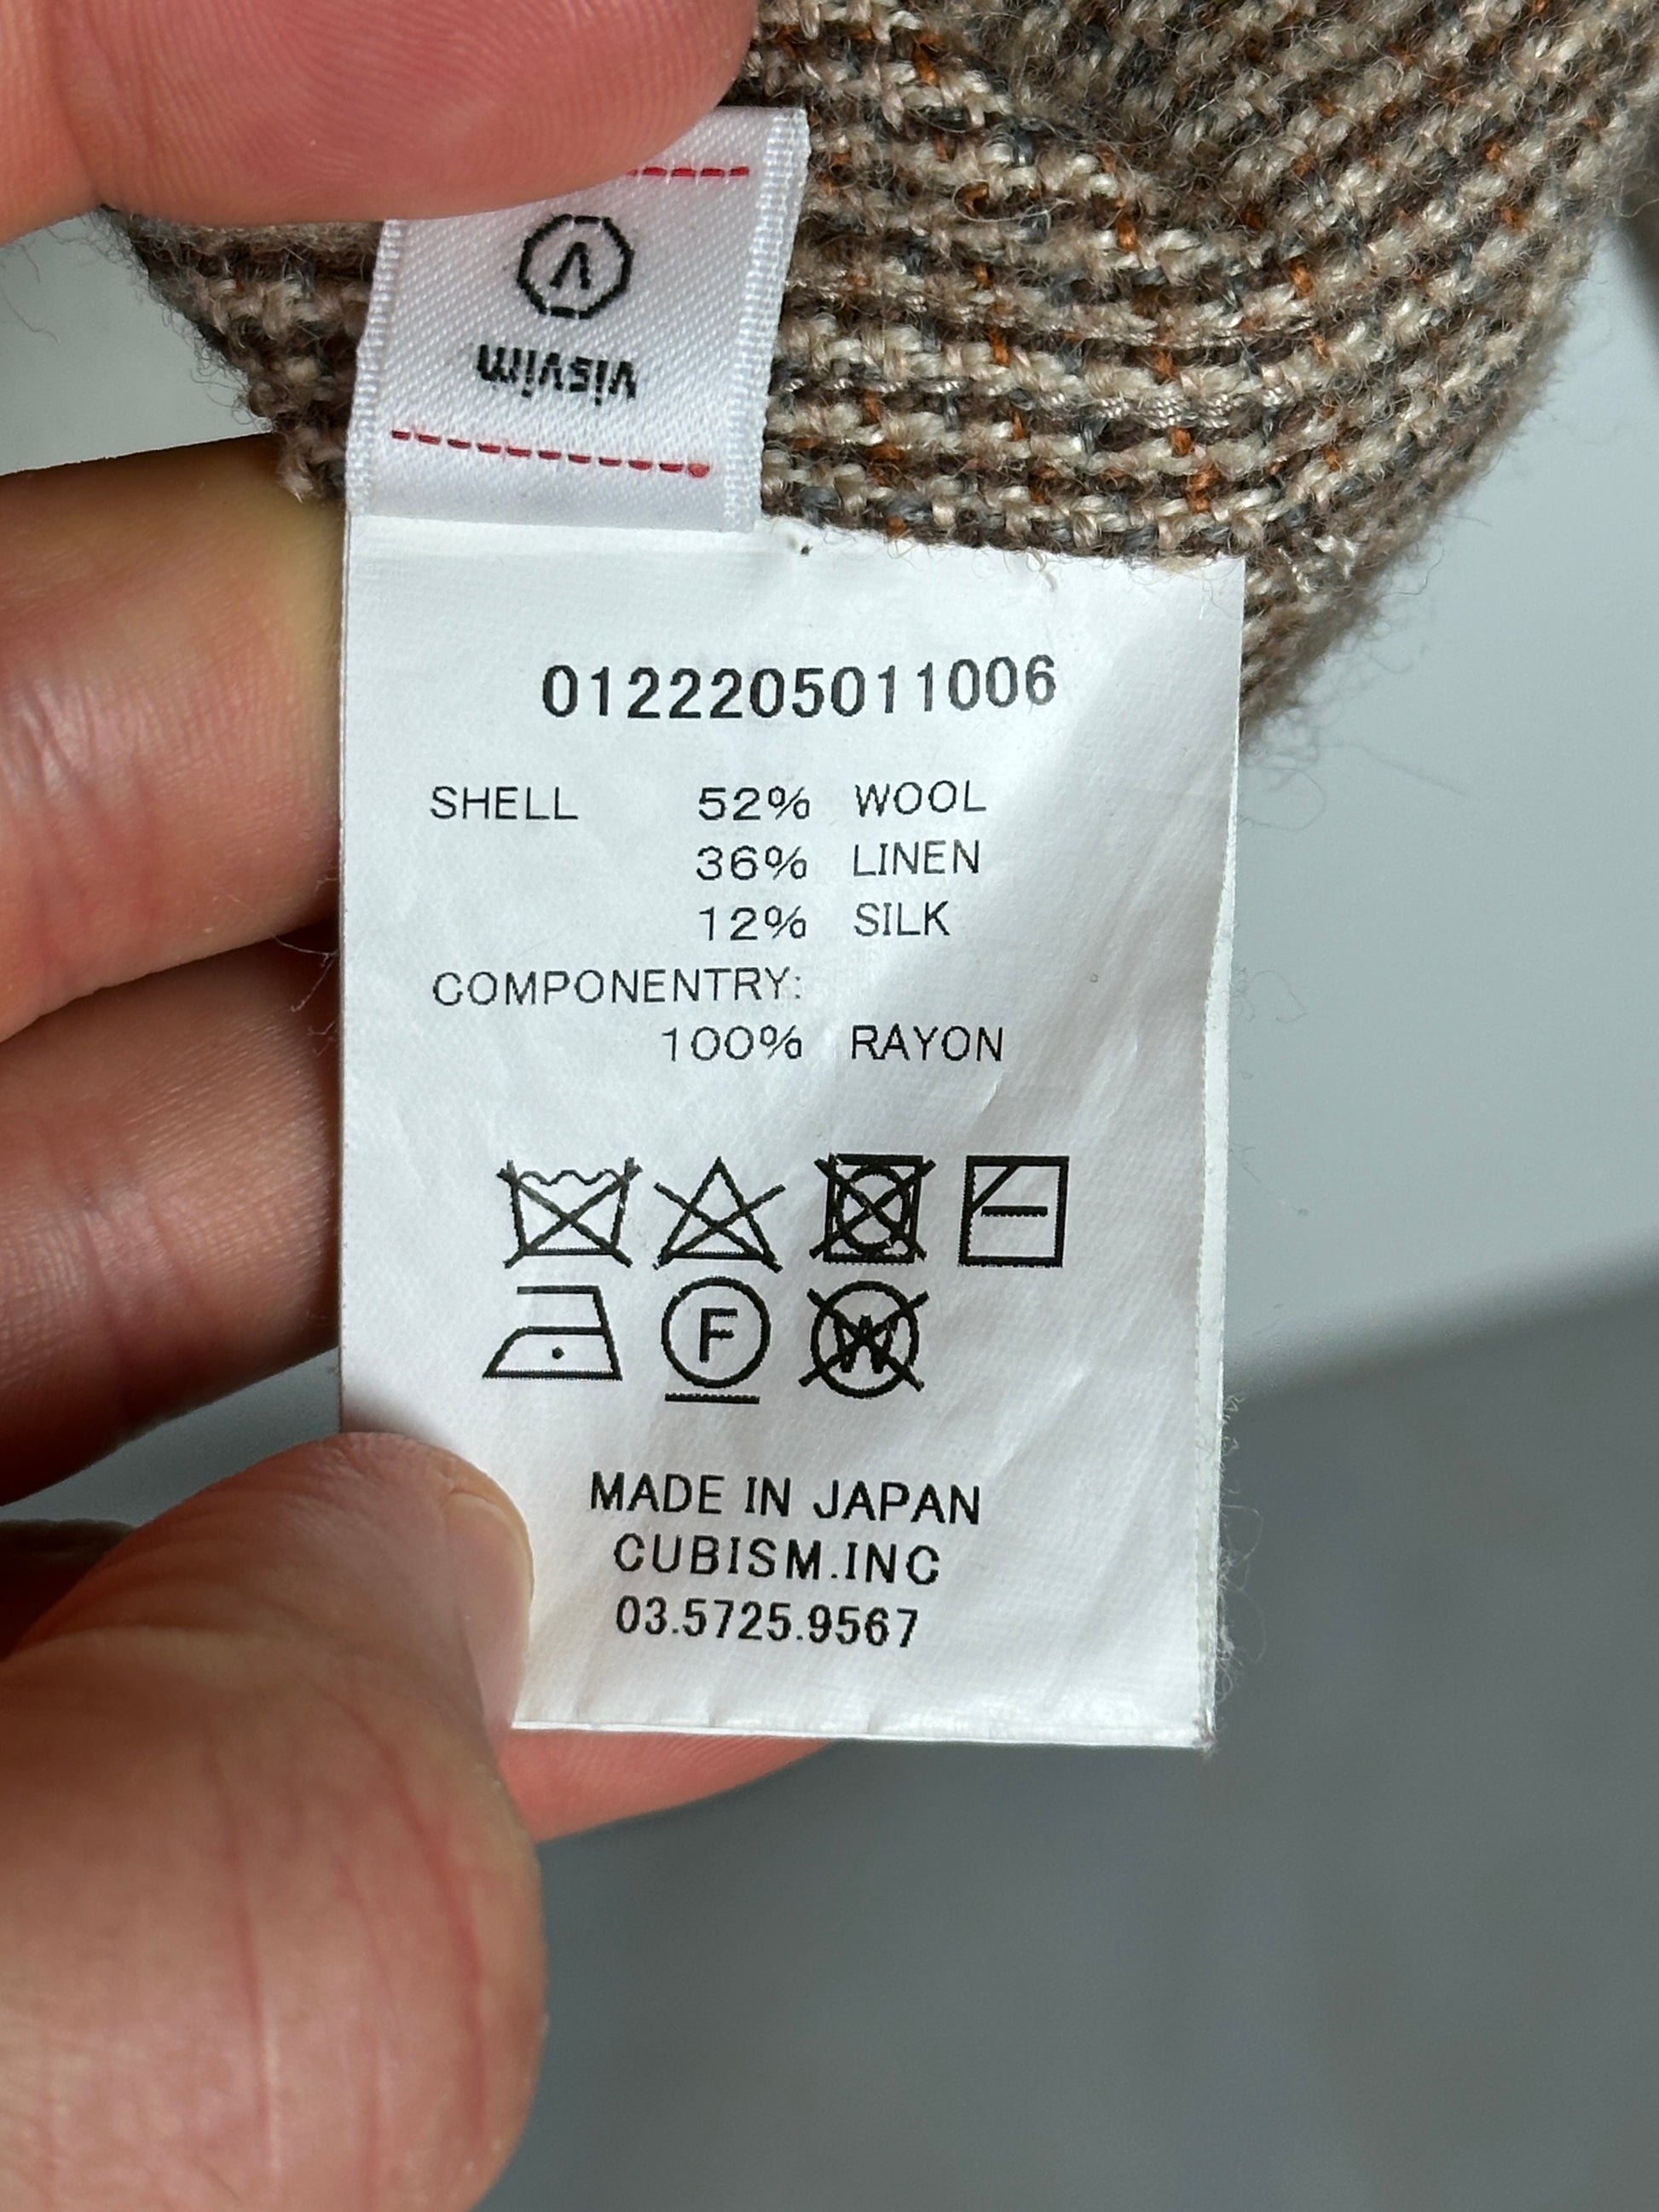 V
visvim
0122205011006
SHELL 52% WOOL
36% LINEN
12% SILK
COMPONENTRY:
100% RAYON
F
W
MADE IN JAPAN
CUBISM.INC
03.5725.9567